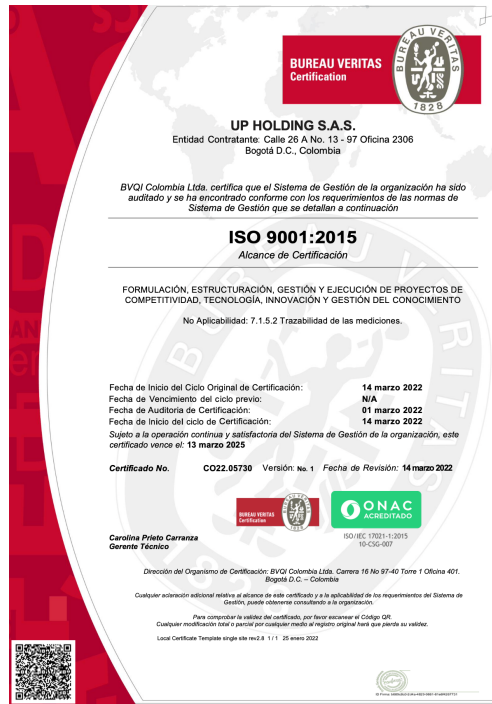 BUREAU VERITAS
Certification
BUREAU VERITAS
1828
UP HOLDING S.A.S.
Entidad Contratante: Calle 26 A No. 13 - 97 Oficina 2306
Bogotá D.C., Colombia
BVQI Colombia Ltda. certifica que el Sistema de Gestión de la organización ha sido
auditado y se ha encontrado conforme con los requerimientos de las normas de
Sistema de Gestión que se detallan a continuación
ISO 9001:2015
Alcance de Certificación
FORMULACIÓN, ESTRUCTURACIÓN, GESTIÓN Y EJECUCIÓN DE PROYECTOS DE
COMPETITIVIDAD, TECNOLOGÍA, INNOVACIÓN Y GESTIÓN DEL CONOCIMIENTO
No Aplicabilidad: 7.1.5.2 Trazabilidad de las mediciones.
Fecha de Inicio del Ciclo Original de Certificación: 14 marzo 2022
Fecha de Vencimiento del ciclo previo: N/A
Fecha de Auditoria de Certificación: 01 marzo 2022
Fecha de Inicio del ciclo de Certificación: 14 marzo 2022
Sujeto a la operación continua y satisfactoria del Sistema de Gestión de la organización, este
certificado vence el: 13 marzo 2025
Certificado No. CO22.05730 Versión: No. 1 Fecha de Revisión: 14 marzo 2022
BUREAU VERITAS
Certification
ONAC
ACREDITADO
ISO/IEC 17021-1:2015
10-CSG-007
Carolina Prieto Carranza
Gerente Técnico
Dirección del Organismo de Certificación: BVQI Colombia Ltda. Carrera 16 No 97-40 Torre 1 Oficina 401.
Bogotá D.C. – Colombia
Cualquier aclaración adicional relativa al alcance de este certificado y a la aplicabilidad de los requerimientos del Sistema de
Gestión, puede obtenerse consultando a la organización.
Para comprobar la validez del certificado, por favor escanear el Código QR.
Cualquier modificación total o parcial por cualquier medio al registro original hará que pierda su validez.
Local Certificate Template single site rev2.8 1 / 1 25 enero 2022